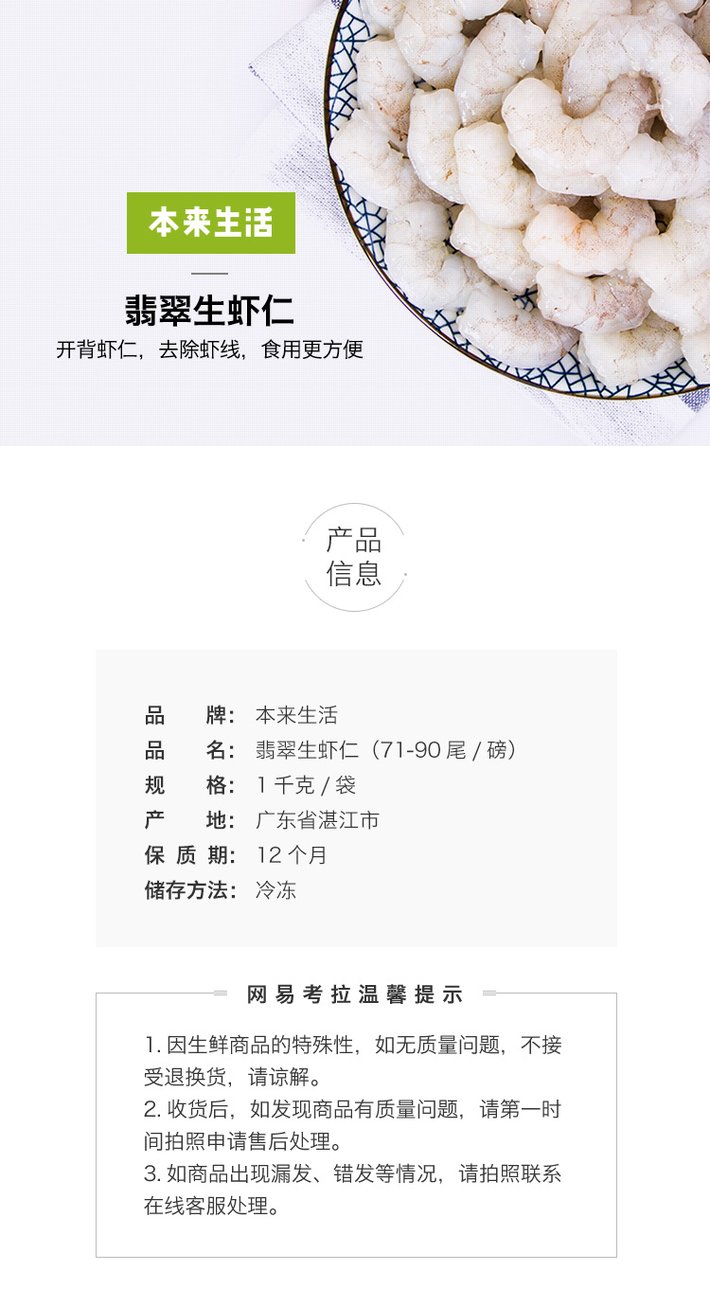 本来生活
翡翠生虾仁
开背虾仁，去除虾线，食用更方便
产品
信息
品 牌： 本来生活
品 名： 翡翠生虾仁（71-90 尾 / 磅）
规 格： 1 千克 / 袋
产 地： 广东省湛江市
保 质 期： 12 个月
储存方法： 冷冻
网易考拉温馨提示
1. 因生鲜商品的特殊性，如无质量问题，不接
受退换货，请谅解。
2. 收货后，如发现商品有质量问题，请第一时
间拍照申请售后处理。
3. 如商品出现漏发、错发等情况，请拍照联系
在线客服处理。